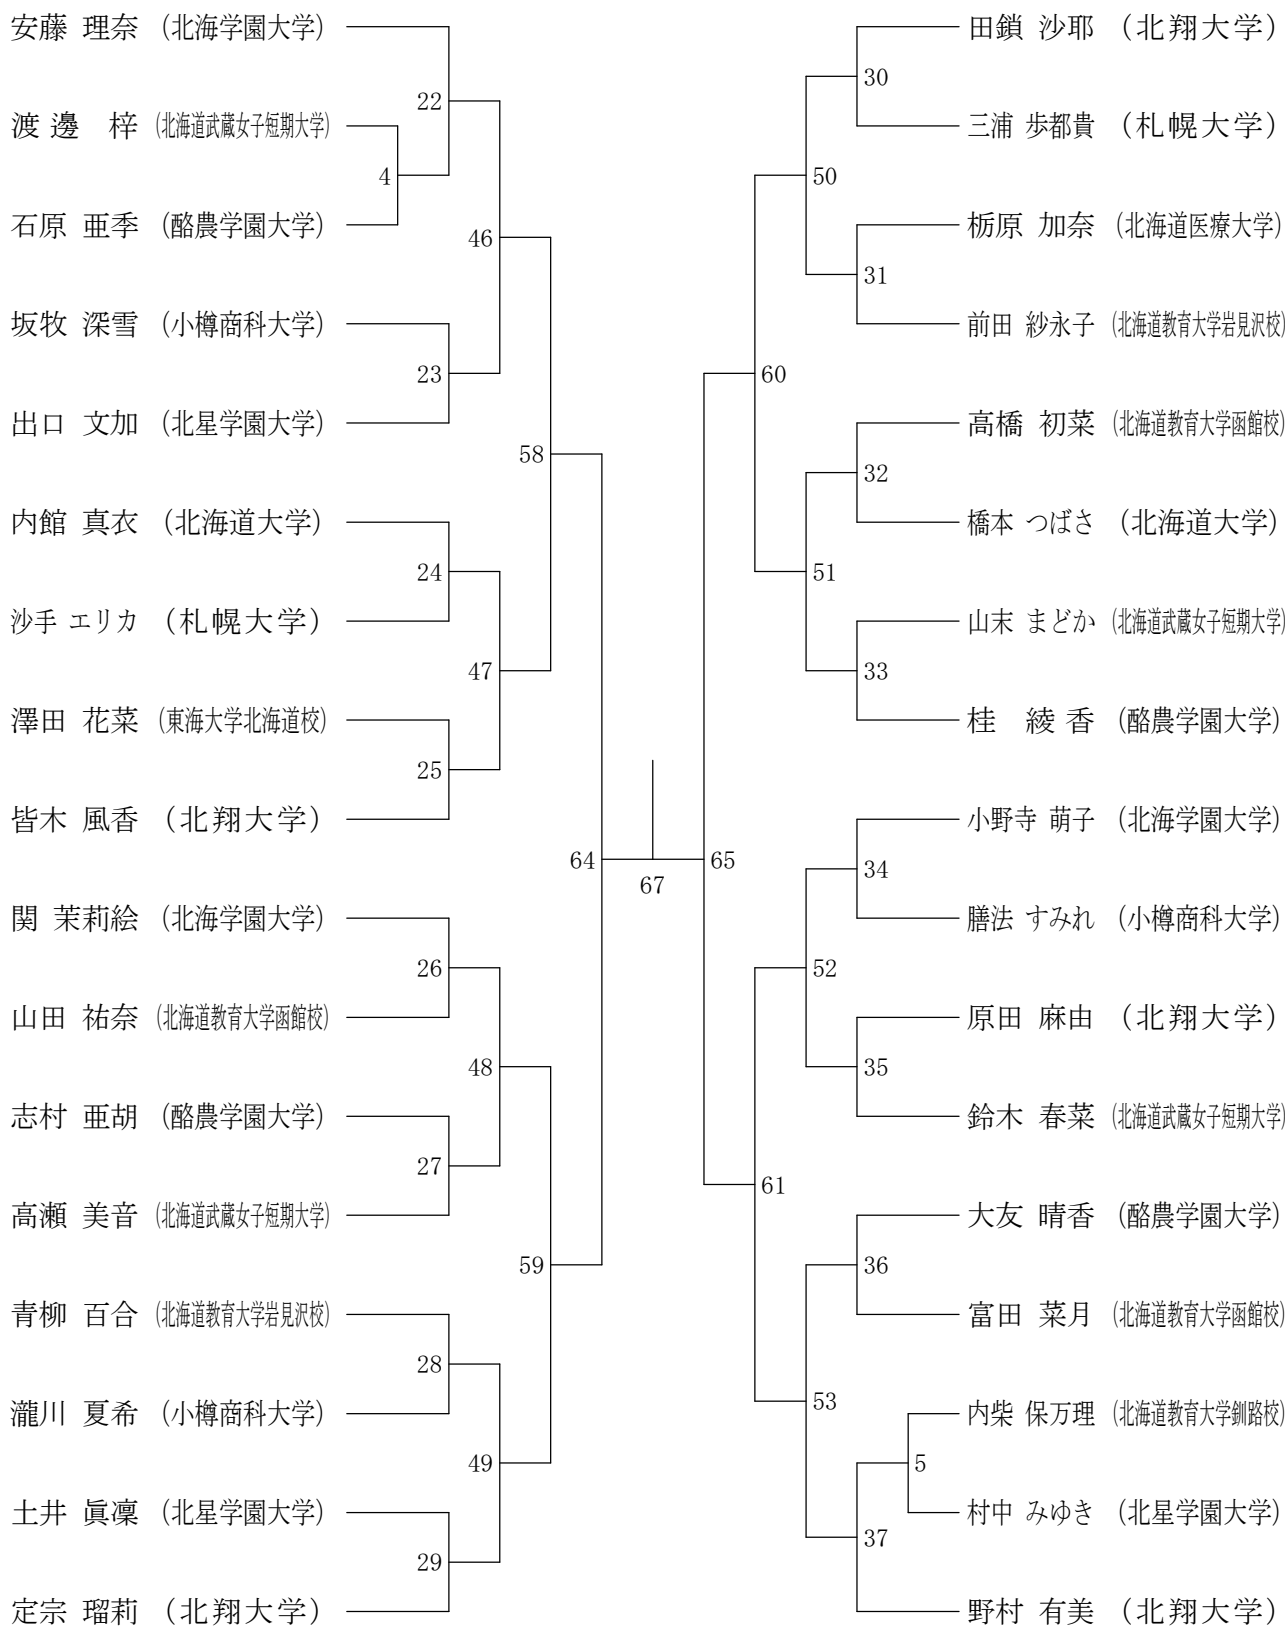 安藤 理奈 (北海学園大学)
22
渡邊 梓 (北海道武蔵女子短期大学)
4
石原 亜季 (酪農学園大学)
46
坂牧 深雪 (小樽商科大学)
23
出口 文加 (北星学園大学)
58
内館 真衣 (北海道大学)
24
沙手 エリカ (札幌大学)
47
澤田 花菜 (東海大学北海道校)
25
皆木 風香 (北翔大学)
64
67
関 茉莉絵 (北海学園大学)
26
山田 祐奈 (北海道教育大学函館校)
48
志村 亜胡 (酪農学園大学)
27
高瀬 美音 (北海道武蔵女子短期大学)
59
青柳 百合 (北海道教育大学岩見沢校)
28
瀧川 夏希 (小樽商科大学)
49
土井 眞凜 (北星学園大学)
29
定宗 瑠莉 (北翔大学)
田鎖 沙耶 (北翔大学)
30
三浦 歩都貴 (札幌大学)
50
栃原 加奈 (北海道医療大学)
31
前田 紗永子 (北海道教育大学岩見沢校)
60
高橋 初菜 (北海道教育大学函館校)
32
橋本 つばさ (北海道大学)
51
山末 まどか (北海道武蔵女子短期大学)
33
桂 綾香 (酪農学園大学)
小野寺 萌子 (北海学園大学)
65
34
膳法 すみれ (小樽商科大学)
52
原田 麻由 (北翔大学)
35
鈴木 春菜 (北海道武蔵女子短期大学)
61
大友 晴香 (酪農学園大学)
36
富田 菜月 (北海道教育大学函館校)
53
内柴 保万理 (北海道教育大学釧路校)
5
村中 みゆき (北星学園大学)
37
野村 有美 (北翔大学)